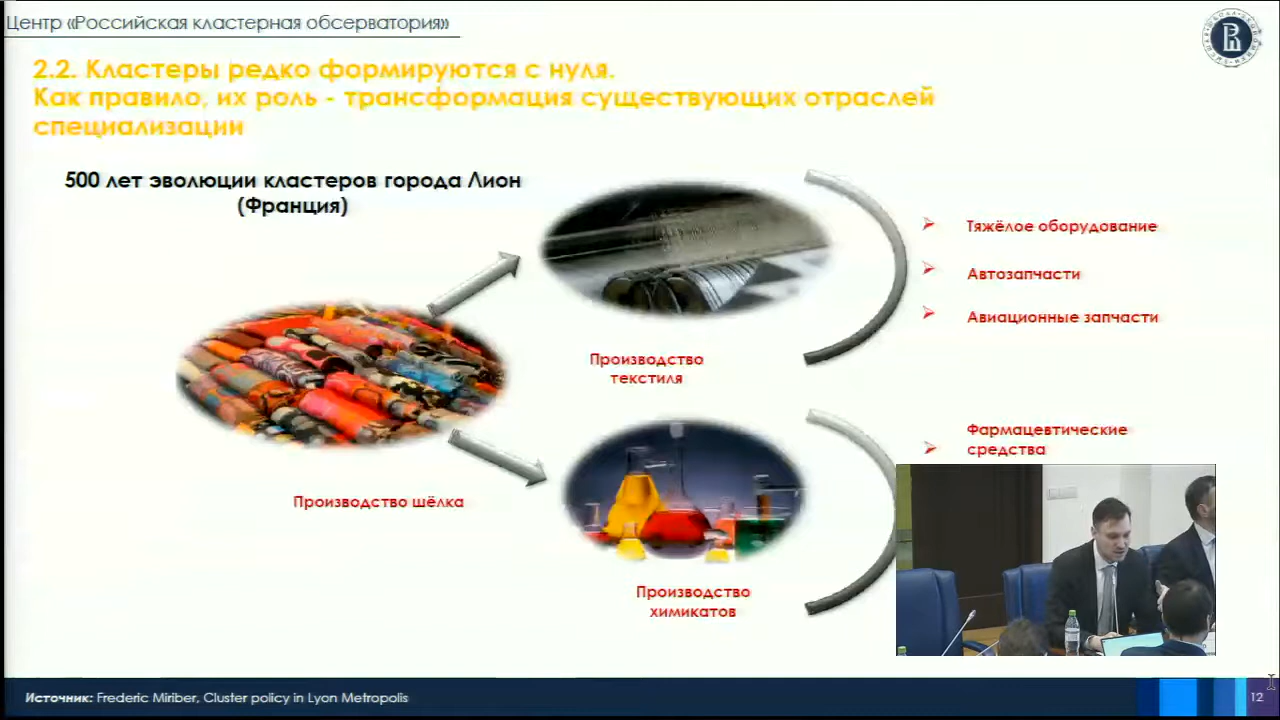 Центр «Российская кластерная обсерватория»
2.2. Кластеры редко формируются с нуля.
Как правило, их роль - трансформация существующих отраслей
специализации
500 лет эволюции кластеров города Лион
(Франция)
Тяжёлое оборудование
Автозапчасти
Авиационные запчасти
Производство
текстиля
Фармацевтические
средства
Производство шёлка
Производство
химикатов
Источник: Frederic Miriber, Cluster policy in Lyon Metropolis
12